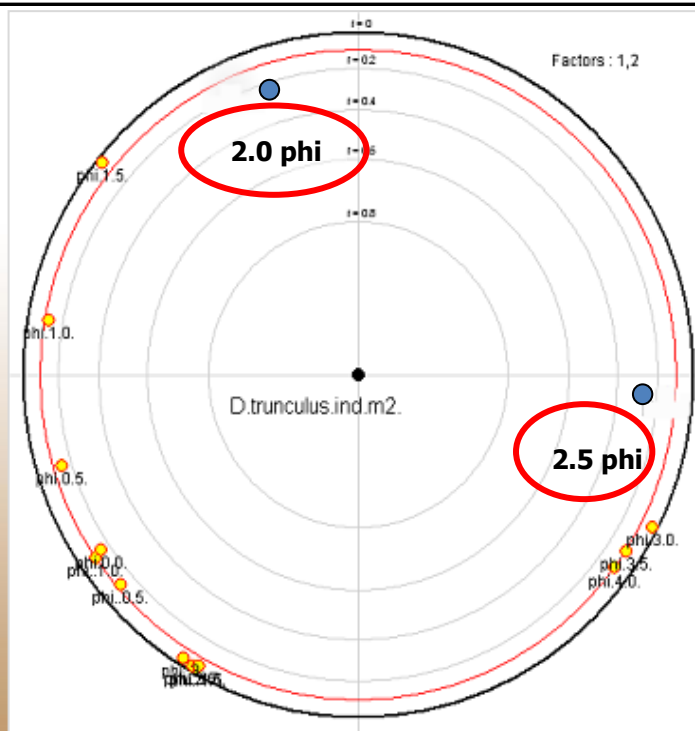 r = 0
Factors : 1,2
r = 0.2
r = 0.4
2.0 phi
phi.1.5.
r = 0.8
phi.1.0.
D.trunculus.ind.m2.
2.5 phi
phi.0.5.
phi.3.0.
phi.0.0.
phi.3.5.
phi..1.0.
phi.4.0.
phi..0.5.